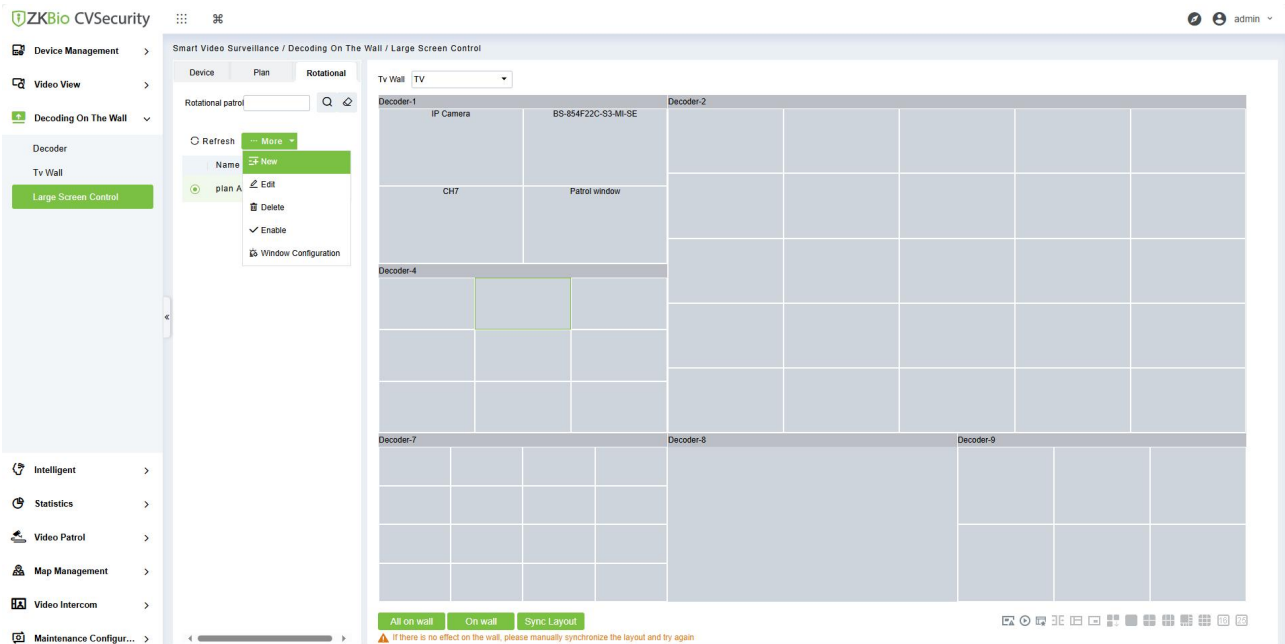 ZKBio CVSecurity
admin
Device Management
Video View
Decoding On The Wall
Decoder
Tv Wall
Large Screen Control
Intelligent
Statistics
Video Patrol
Map Management
Video Intercom
Maintenance Configur...
Smart Video Surveillance / Decoding On The Wall / Large Screen Control
Device Plan Rotational
Rotational patrol
Refresh ··· More
Name
plan A
New
Edit
Delete
Enable
Window Configuration
Tv Wall TV
Decoder-1 Decoder-2
IP Camera BS-854F22C-S3-MI-SE
CH7 Patrol window
Decoder-4
Decoder-7 Decoder-8 Decoder-9
All on wall On wall Sync Layout
16 25
If there is no effect on the wall, please manually synchronize the layout and try again